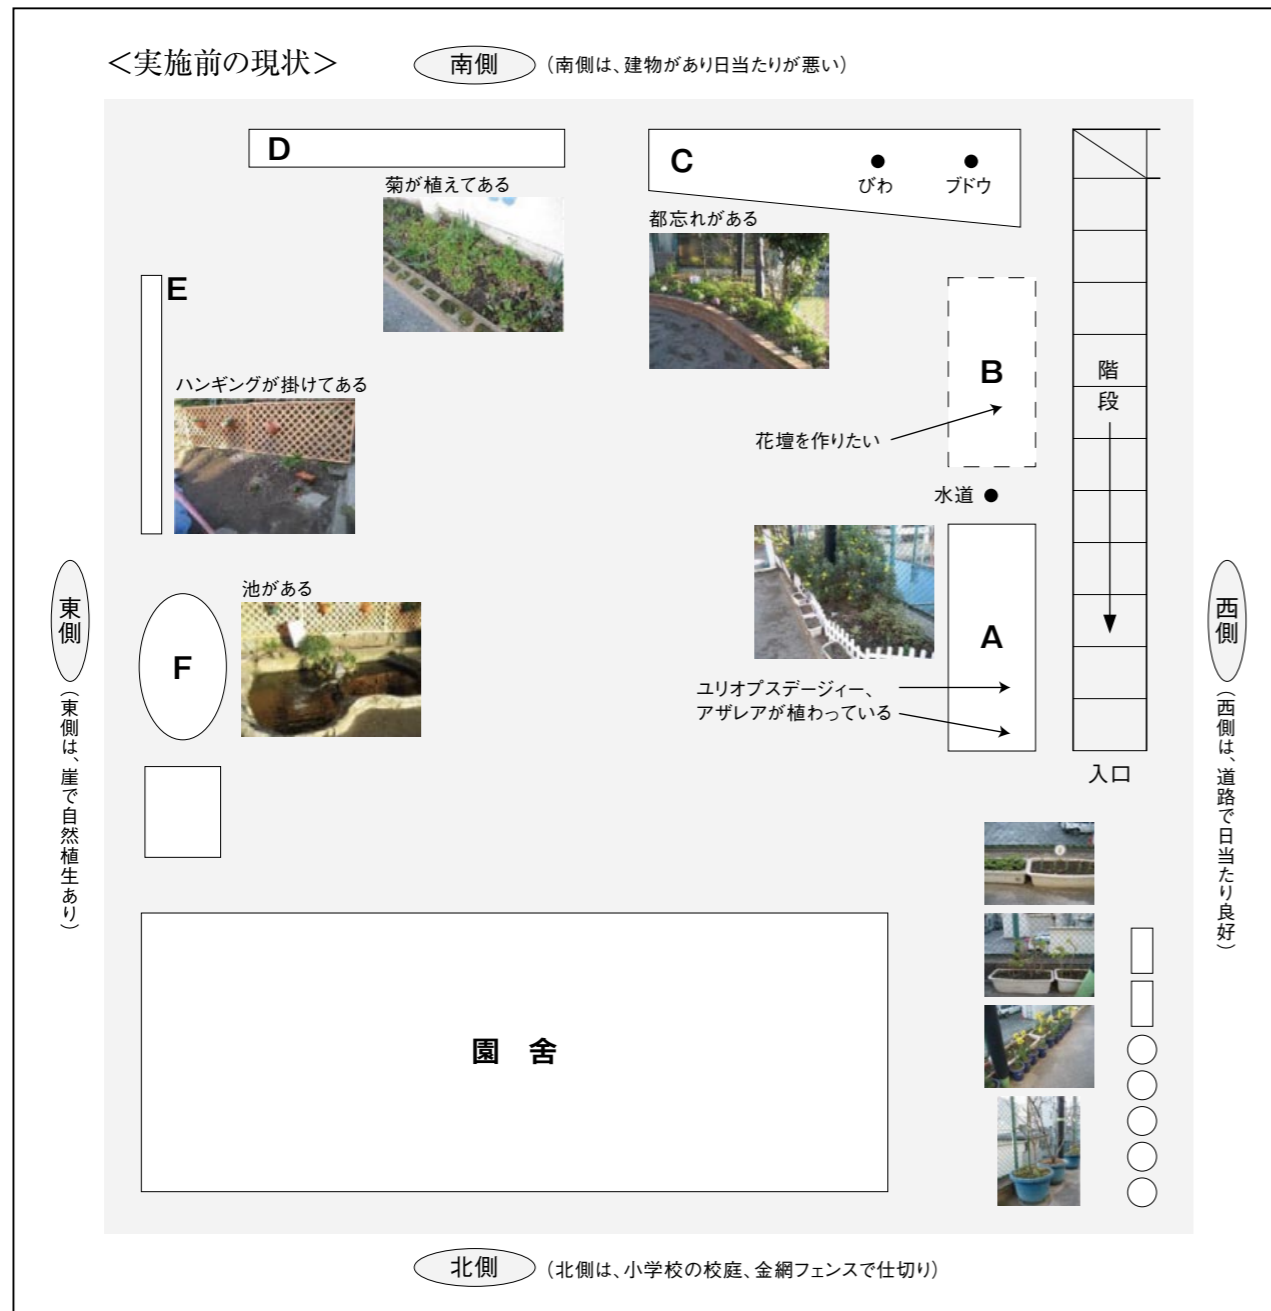 ＜実施前の現状＞
南側
（南側は、建物があり日当たりが悪い）
D
菊が植えてある
C
びわ
ブドウ
都忘れがある
E
ハンギングが掛けてある
B
花壇を作りたい
階段
水道
池がある
F
A
ユリオプスデージィー、
アザレアが植わっている
入口
東側
（東側は、崖で自然植生あり）
西側
（西側は、道路で日当たり良好）
園 舎
北側
（北側は、小学校の校庭、金網フェンスで仕切り）